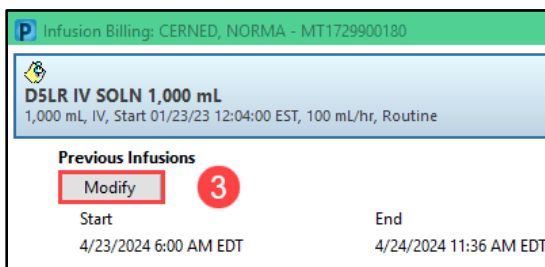 P Infusion Billing: CERNED, NORMA - MT1729900180
D5LR IV SOLN 1,000 mL
1,000 mL, IV, Start 01/23/23 12:04:00 EST, 100 mL/hr, Routine
Previous Infusions
Modify 3
Start End
4/23/2024 6:00 AM EDT 4/24/2024 11:36 AM EDT